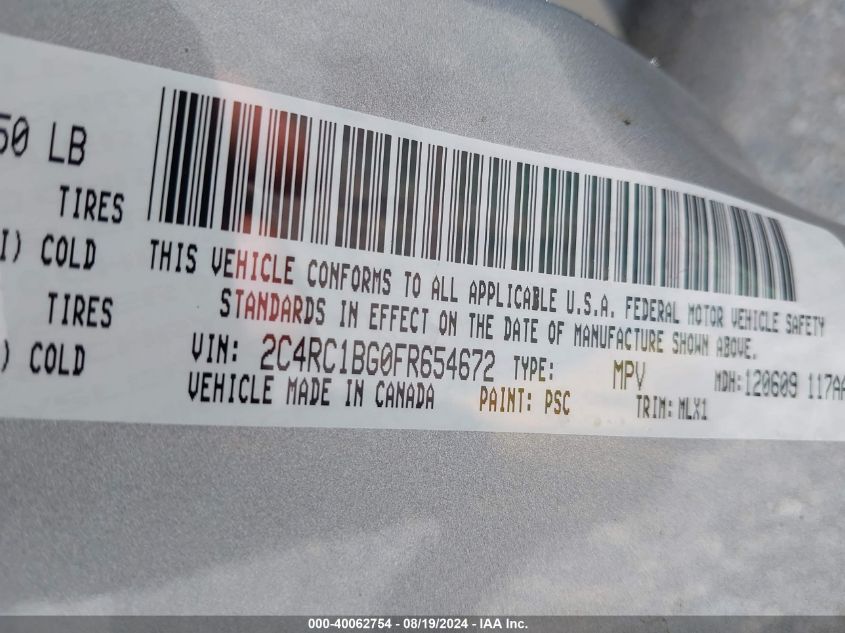 50 LB
TIRES
I) COLD
TIRES
) COLD
THIS VEHICLE CONFORMS TO ALL APPLICABLE U.S.A. FEDERAL MOTOR VEHICLE SAFETY
STANDARDS IN EFFECT ON THE DATE OF MANUFACTURE SHOWN ABOVE.
VIN: 2C4RC1BG0FR654672 TYPE: MPV MDH:120609 117AA
VEHICLE MADE IN CANADA PAINT: PSC TRIM: MLX1
000-40062754 - 08/19/2024 - IAA Inc.